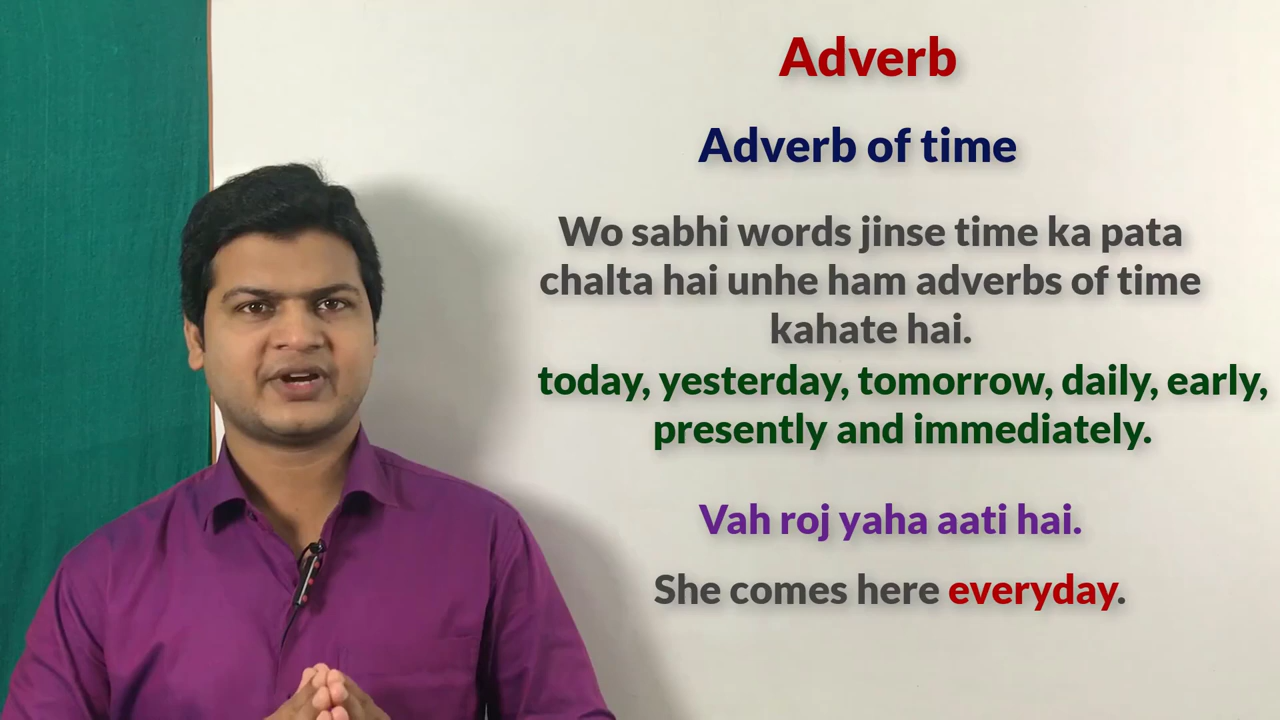 Adverb
Adverb of time
Wo sabhi words jinse time ka pata
chalta hai unhe ham adverbs of time
kahate hai.
today, yesterday, tomorrow, daily, early,
presently and immediately.
Vah roj yaha aati hai.
She comes here everyday.